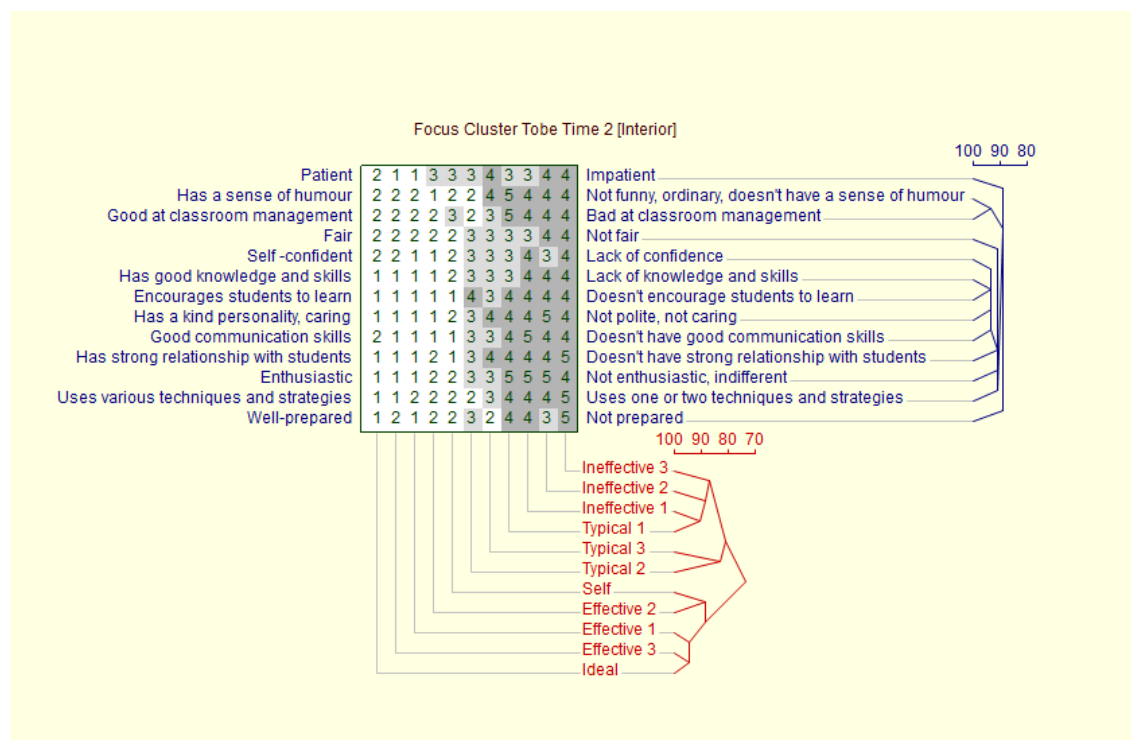 Focus Cluster Tobe Time 2 [Interior]
100 90 80
Patient 2 1 1 3 3 3 4 3 3 4 4 Impatient
Has a sense of humour 2 2 2 1 2 2 4 5 4 4 4 Not funny, ordinary, doesn't have a sense of humour
Good at classroom management 2 2 2 2 3 2 3 5 4 4 4 Bad at classroom management
Fair 2 2 2 2 2 3 3 3 3 4 4 Not fair
Self -confident 2 2 1 1 2 3 3 3 4 3 4 Lack of confidence
Has good knowledge and skills 1 1 1 1 2 3 3 3 4 4 4 Lack of knowledge and skills
Encourages students to learn 1 1 1 1 1 4 3 4 4 4 4 Doesn't encourage students to learn
Has a kind personality, caring 1 1 1 1 2 3 4 4 4 5 4 Not polite, not caring
Good communication skills 2 1 1 1 1 3 3 4 5 4 4 Doesn't have good communication skills
Has strong relationship with students 1 1 1 2 1 3 4 4 4 4 5 Doesn't have strong relationship with students
Enthusiastic 1 1 1 2 2 3 3 5 5 5 4 Not enthusiastic, indifferent
Uses various techniques and strategies 1 1 2 2 2 2 3 4 4 4 5 Uses one or two techniques and strategies
Well-prepared 1 2 1 2 2 3 2 4 4 3 5 Not prepared
100 90 80 70
Ineffective 3
Ineffective 2
Ineffective 1
Typical 1
Typical 3
Typical 2
Self
Effective 2
Effective 1
Effective 3
Ideal